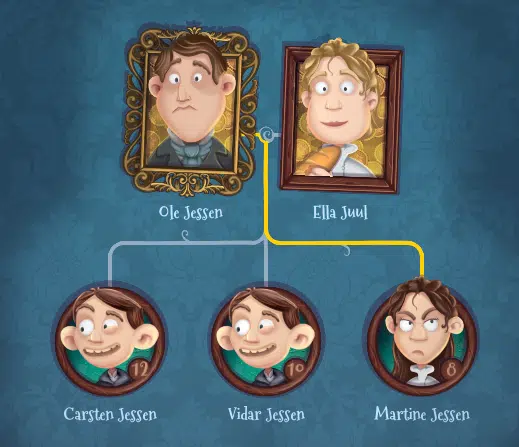 Ole Jessen
Ella Juul
12
10
8
Carsten Jessen
Vidar Jessen
Martine Jessen